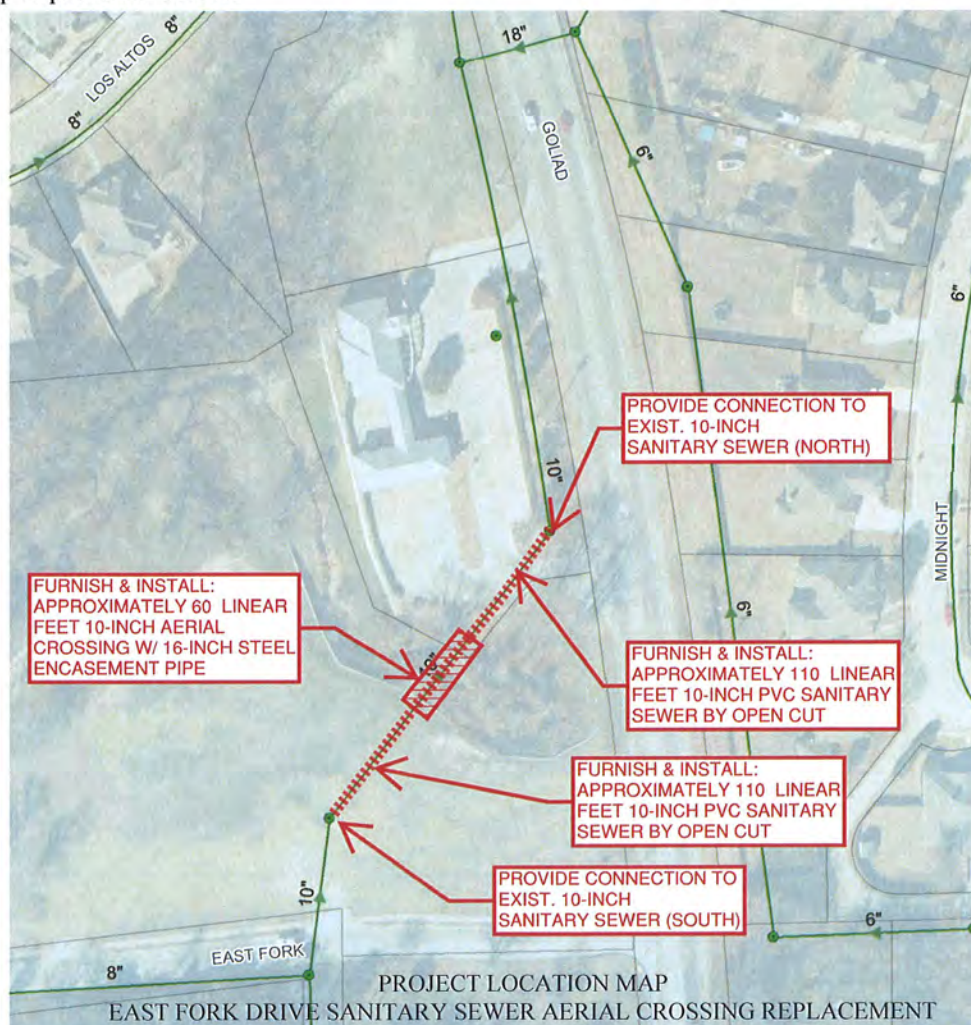 8"
18"
LOS ALTOS
8"
GOLIAD
6"
6"
PROVIDE CONNECTION TO
EXIST. 10-INCH
SANITARY SEWER (NORTH)
10"
MIDNIGHT
FURNISH & INSTALL:
APPROXIMATELY 60 LINEAR
FEET 10-INCH AERIAL
CROSSING W/ 16-INCH STEEL
ENCASEMENT PIPE
6"
10"
FURNISH & INSTALL:
APPROXIMATELY 110 LINEAR
FEET 10-INCH PVC SANITARY
SEWER BY OPEN CUT
FURNISH & INSTALL:
APPROXIMATELY 110 LINEAR
FEET 10-INCH PVC SANITARY
SEWER BY OPEN CUT
PROVIDE CONNECTION TO
EXIST. 10-INCH
SANITARY SEWER (SOUTH)
10"
6"
EAST FORK
8"
PROJECT LOCATION MAP
EAST FORK DRIVE SANITARY SEWER AERIAL CROSSING REPLACEMENT